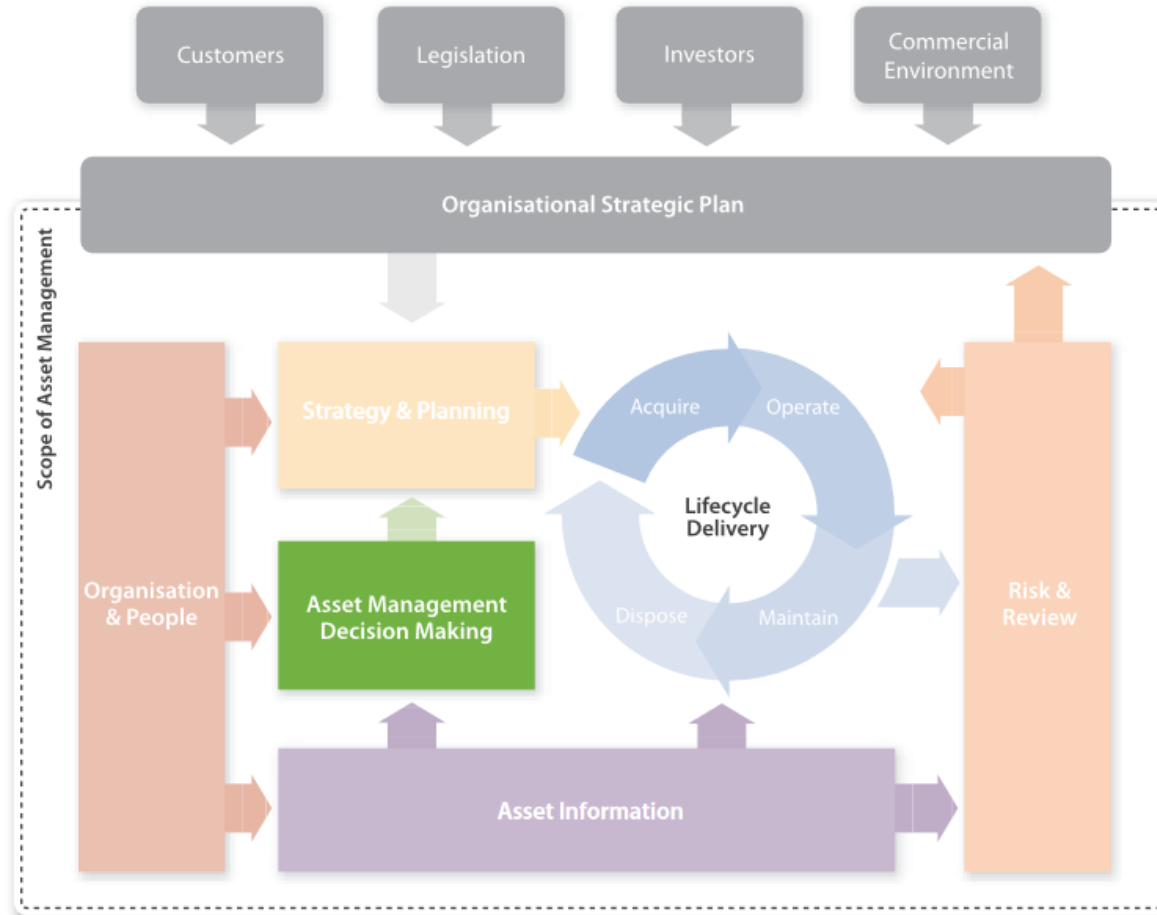 Customers
Legislation
Investors
Commercial
Environment
Organisational Strategic Plan
Scope of Asset Management
Strategy & Planning
Acquire
Operate
Lifecycle
Delivery
Organisation
& People
Asset Management
Decision Making
Dispose
Maintain
Risk &
Review
Asset Information